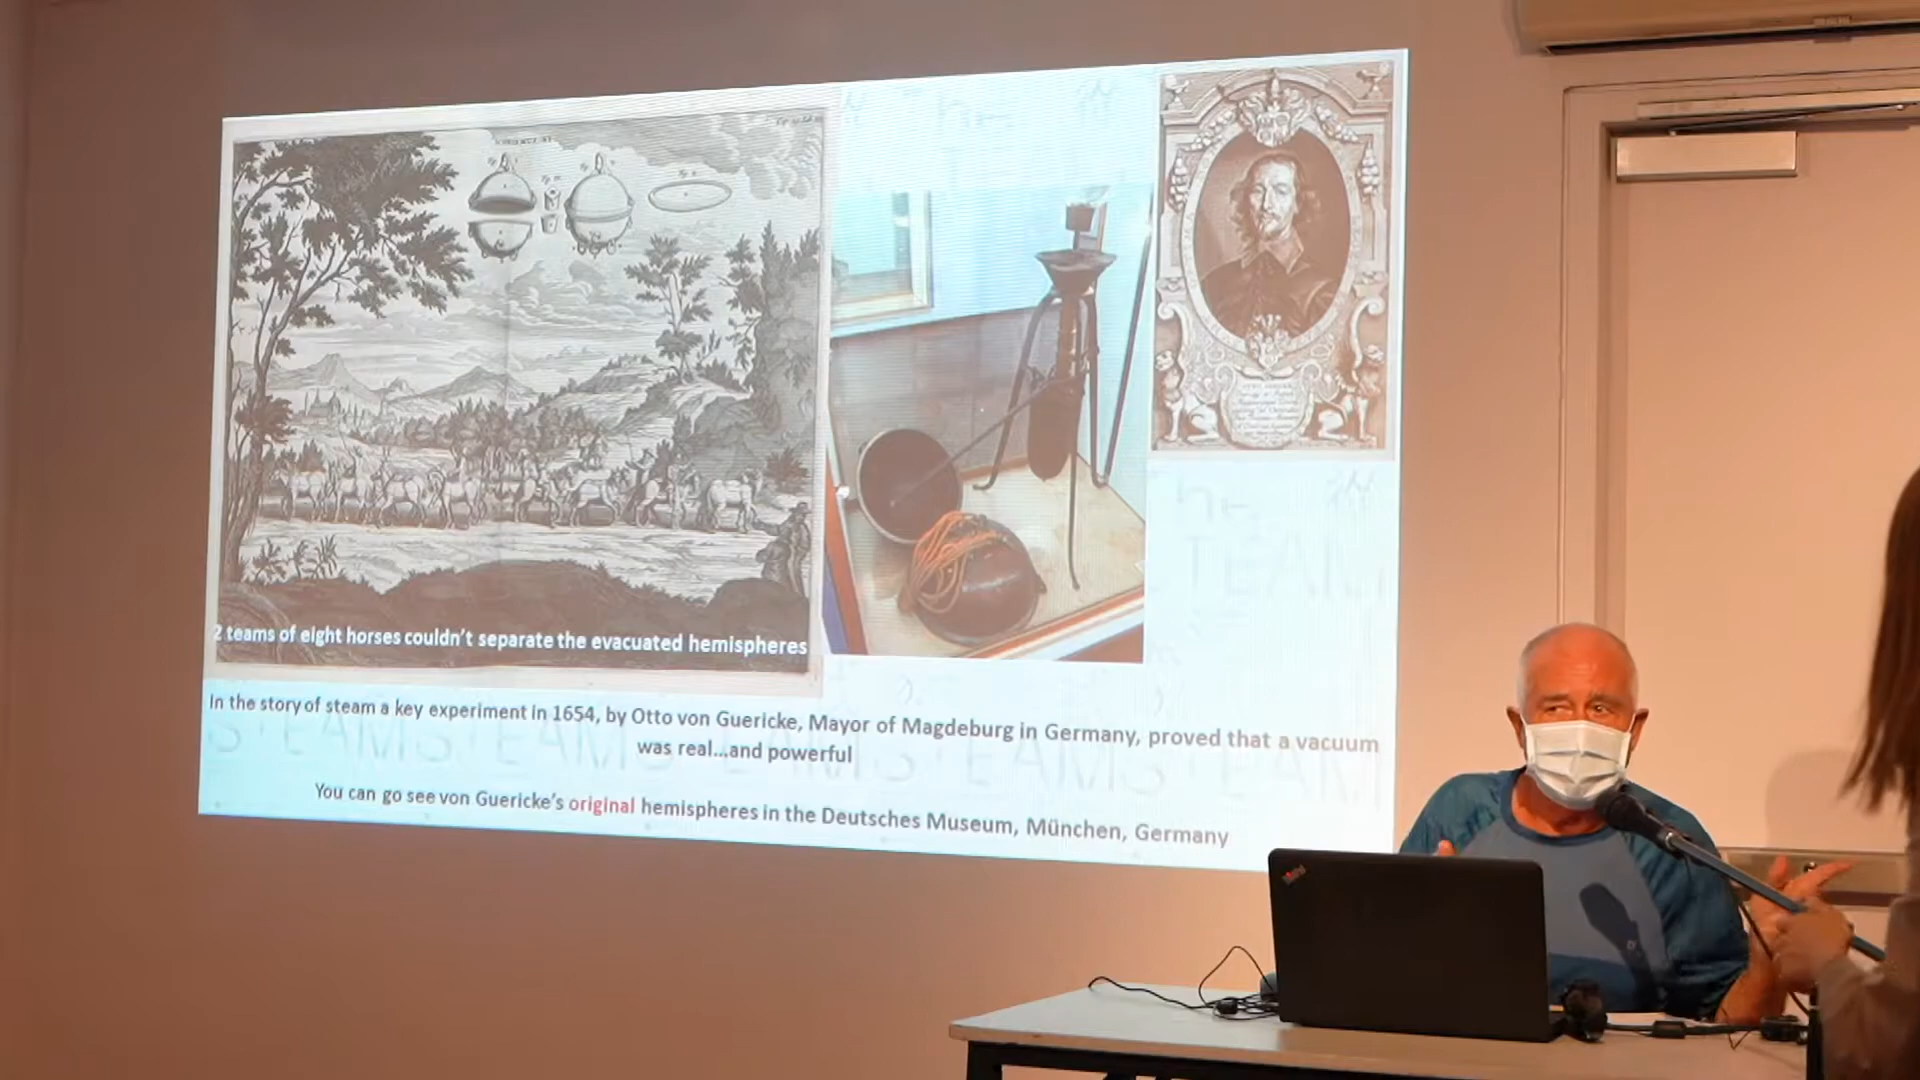 2 teams of eight horses couldn't separate the evacuated hemispheres
In the story of steam a key experiment in 1654, by Otto von Guericke, Mayor of Magdeburg in Germany, proved that a vacuum
was real...and powerful
You can go see von Guericke's original hemispheres in the Deutsches Museum, München, Germany